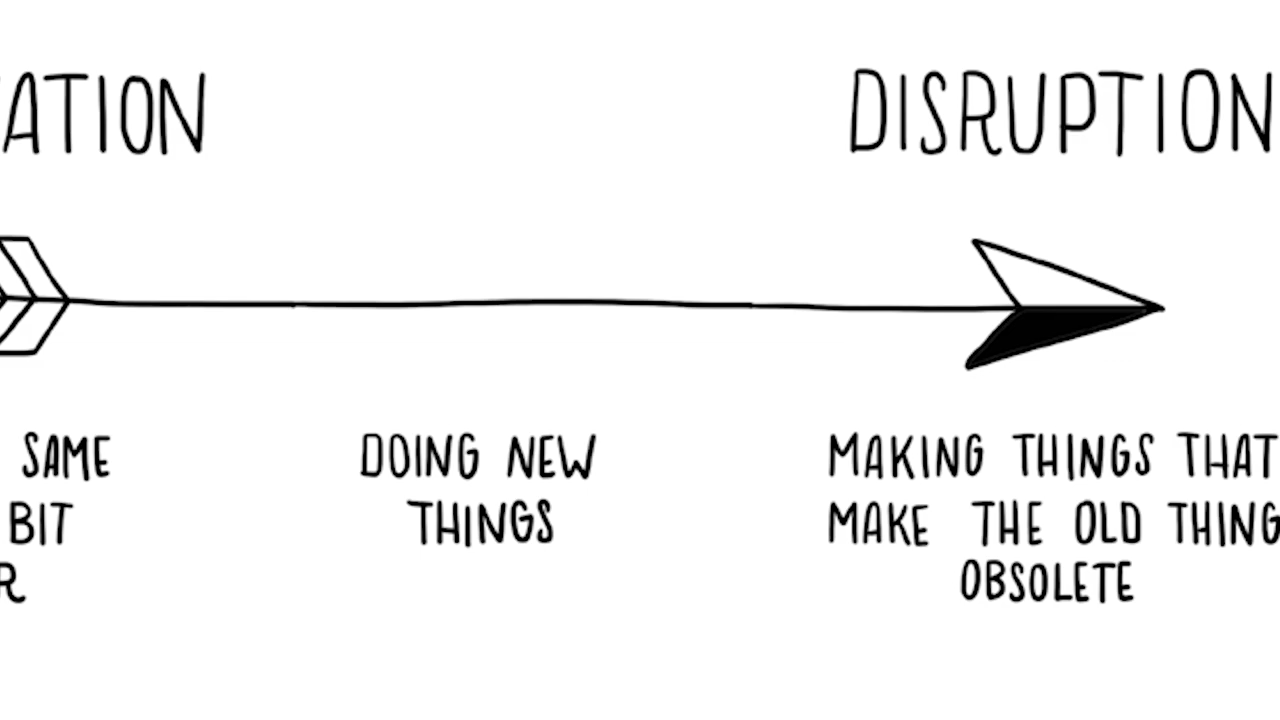 ATION
DISRUPTION
SAME
BIT
R
DOING NEW
THINGS
MAKING THINGS THAT
MAKE THE OLD THING
OBSOLETE